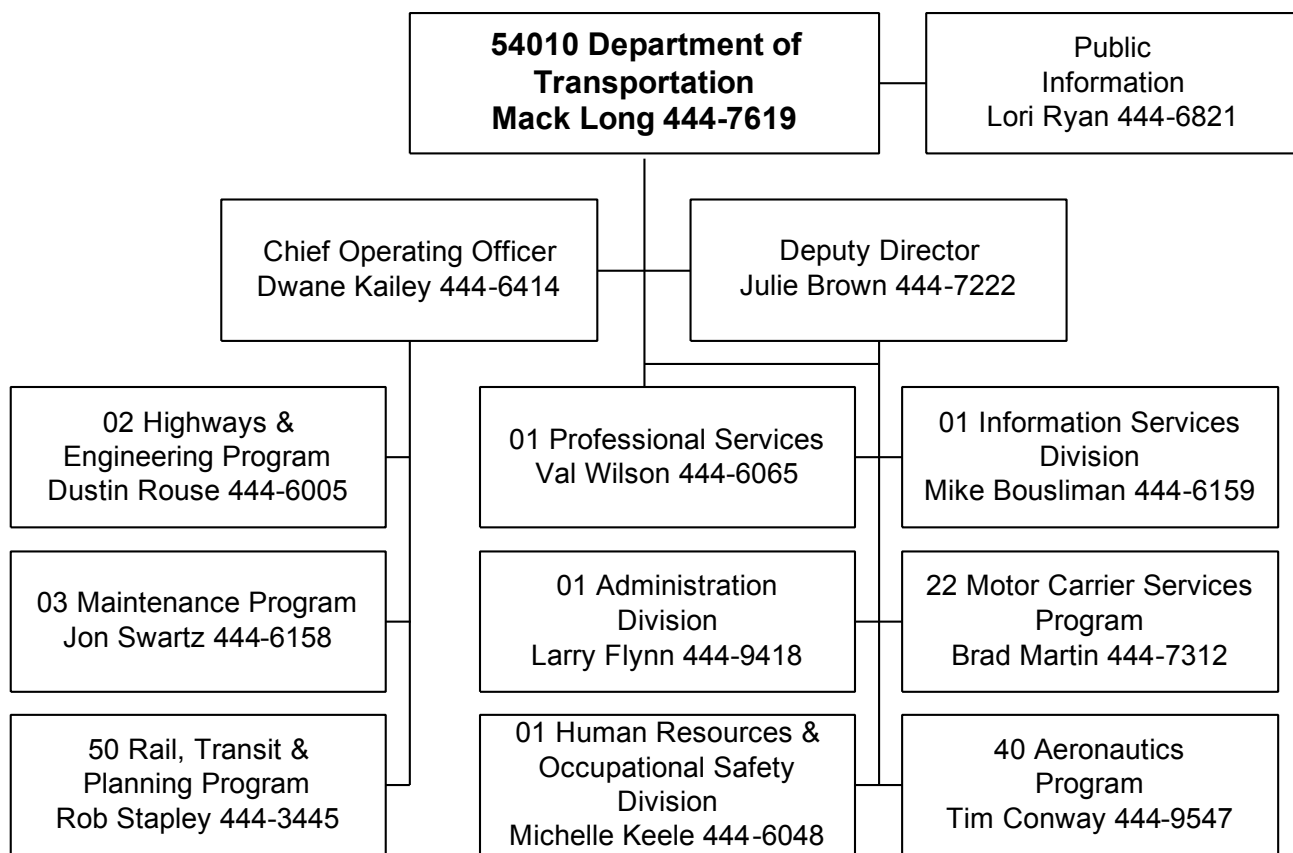 54010 Department of
Transportation
Mack Long 444-7619
Public
Information
Lori Ryan 444-6821
Chief Operating Officer
Dwane Kailey 444-6414
Deputy Director
Julie Brown 444-7222
02 Highways &
Engineering Program
Dustin Rouse 444-6005
01 Professional Services
Val Wilson 444-6065
01 Information Services
Division
Mike Bousliman 444-6159
03 Maintenance Program
Jon Swartz 444-6158
01 Administration
Division
Larry Flynn 444-9418
22 Motor Carrier Services
Program
Brad Martin 444-7312
50 Rail, Transit &
Planning Program
Rob Stapley 444-3445
01 Human Resources &
Occupational Safety
Division
Michelle Keele 444-6048
40 Aeronautics
Program
Tim Conway 444-9547